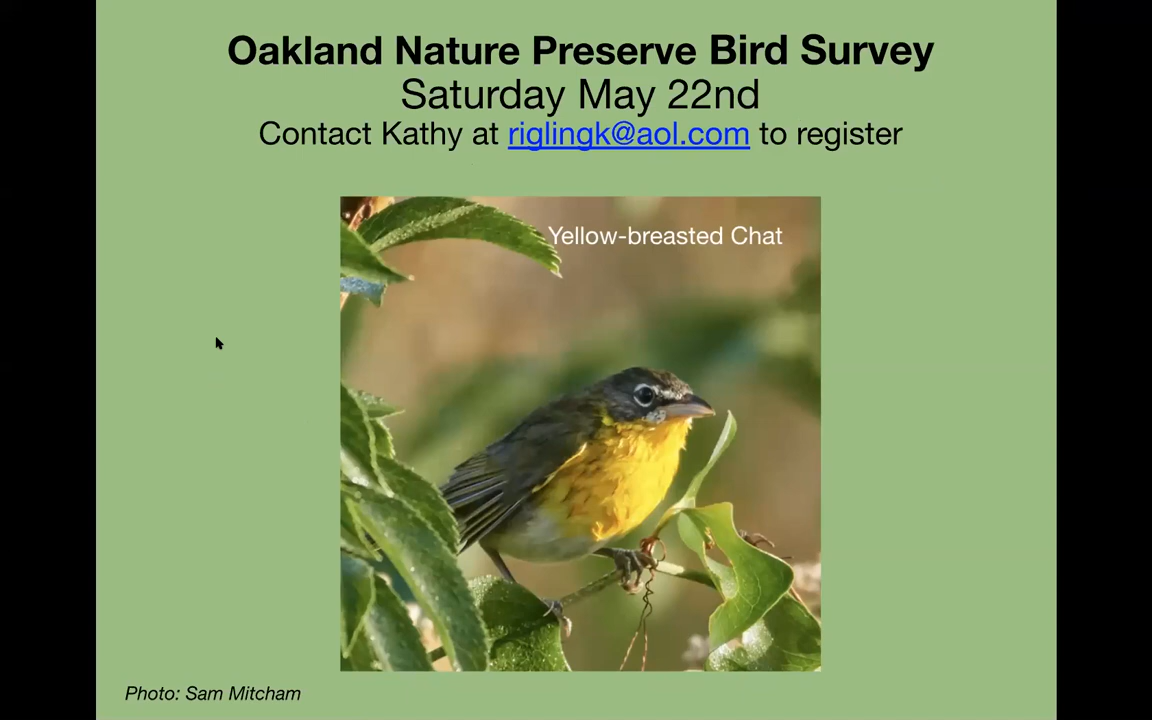 Oakland Nature Preserve Bird Survey
Saturday May 22nd
Contact Kathy at riglingk@aol.com to register
Yellow-breasted Chat
Photo: Sam Mitcham